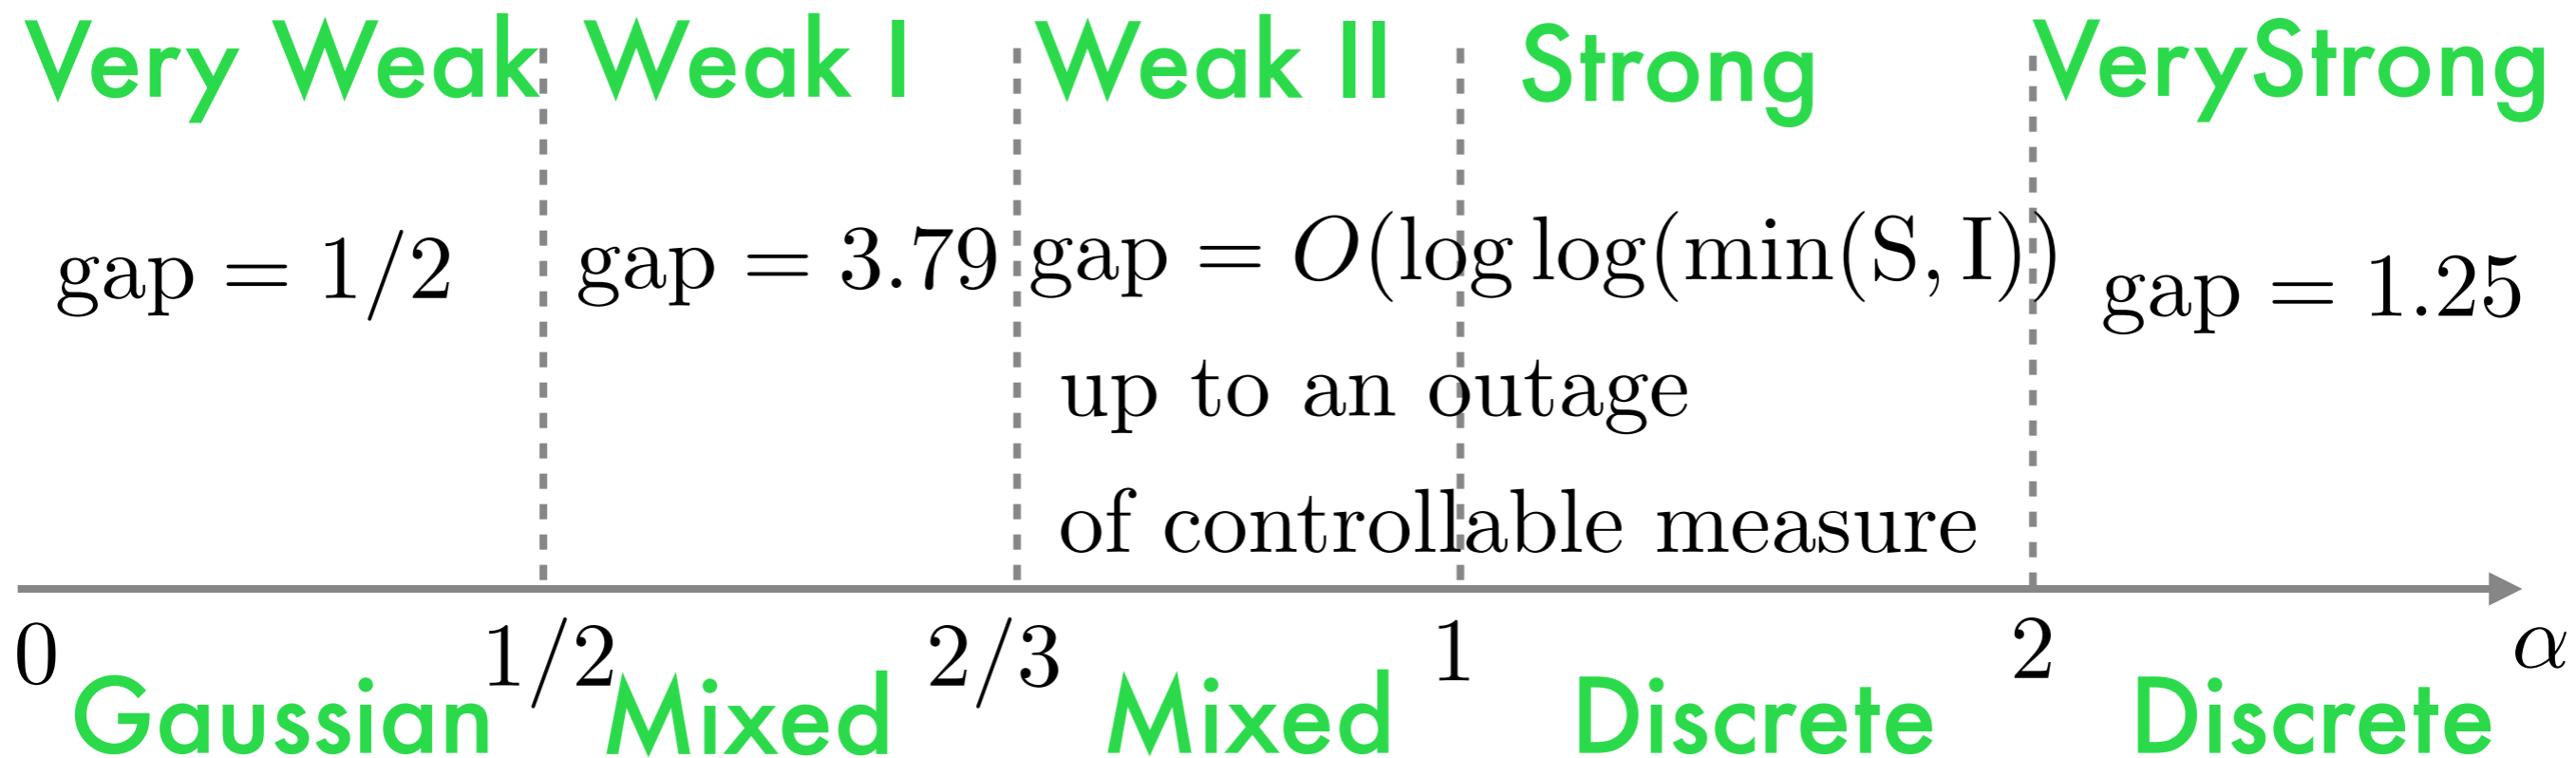 Very Weak Weak I Weak II Strong VeryStrong
gap = 1/2 gap = 3.79 gap = O(log log(min(S, I)) gap = 1.25
up to an outage
of controllable measure
0 1/2 2/3 1 2 α
Gaussian Mixed Mixed Discrete Discrete